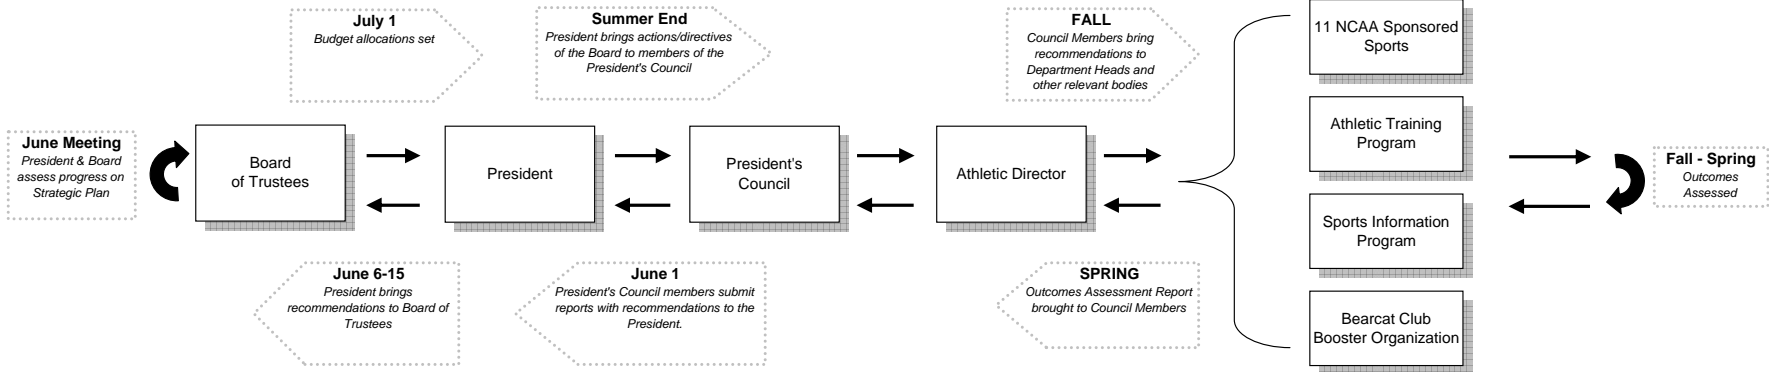 July 1
Budget allocations set
Summer End
President brings actions/directives
of the Board to members of the
President's Council
FALL
Council Members bring
recommendations to
Department Heads and
other relevant bodies
11 NCAA Sponsored
Sports
June Meeting
President & Board
assess progress on
Strategic Plan
Board
of Trustees
President
President's
Council
Athletic Director
Athletic Training
Program
Sports Information
Program
Bearcat Club
Booster Organization
Fall - Spring
Outcomes
Assessed
June 6-15
President brings
recommendations to Board of
Trustees
June 1
President's Council members submit
reports with recommendations to the
President.
SPRING
Outcomes Assessment Report
brought to Council Members